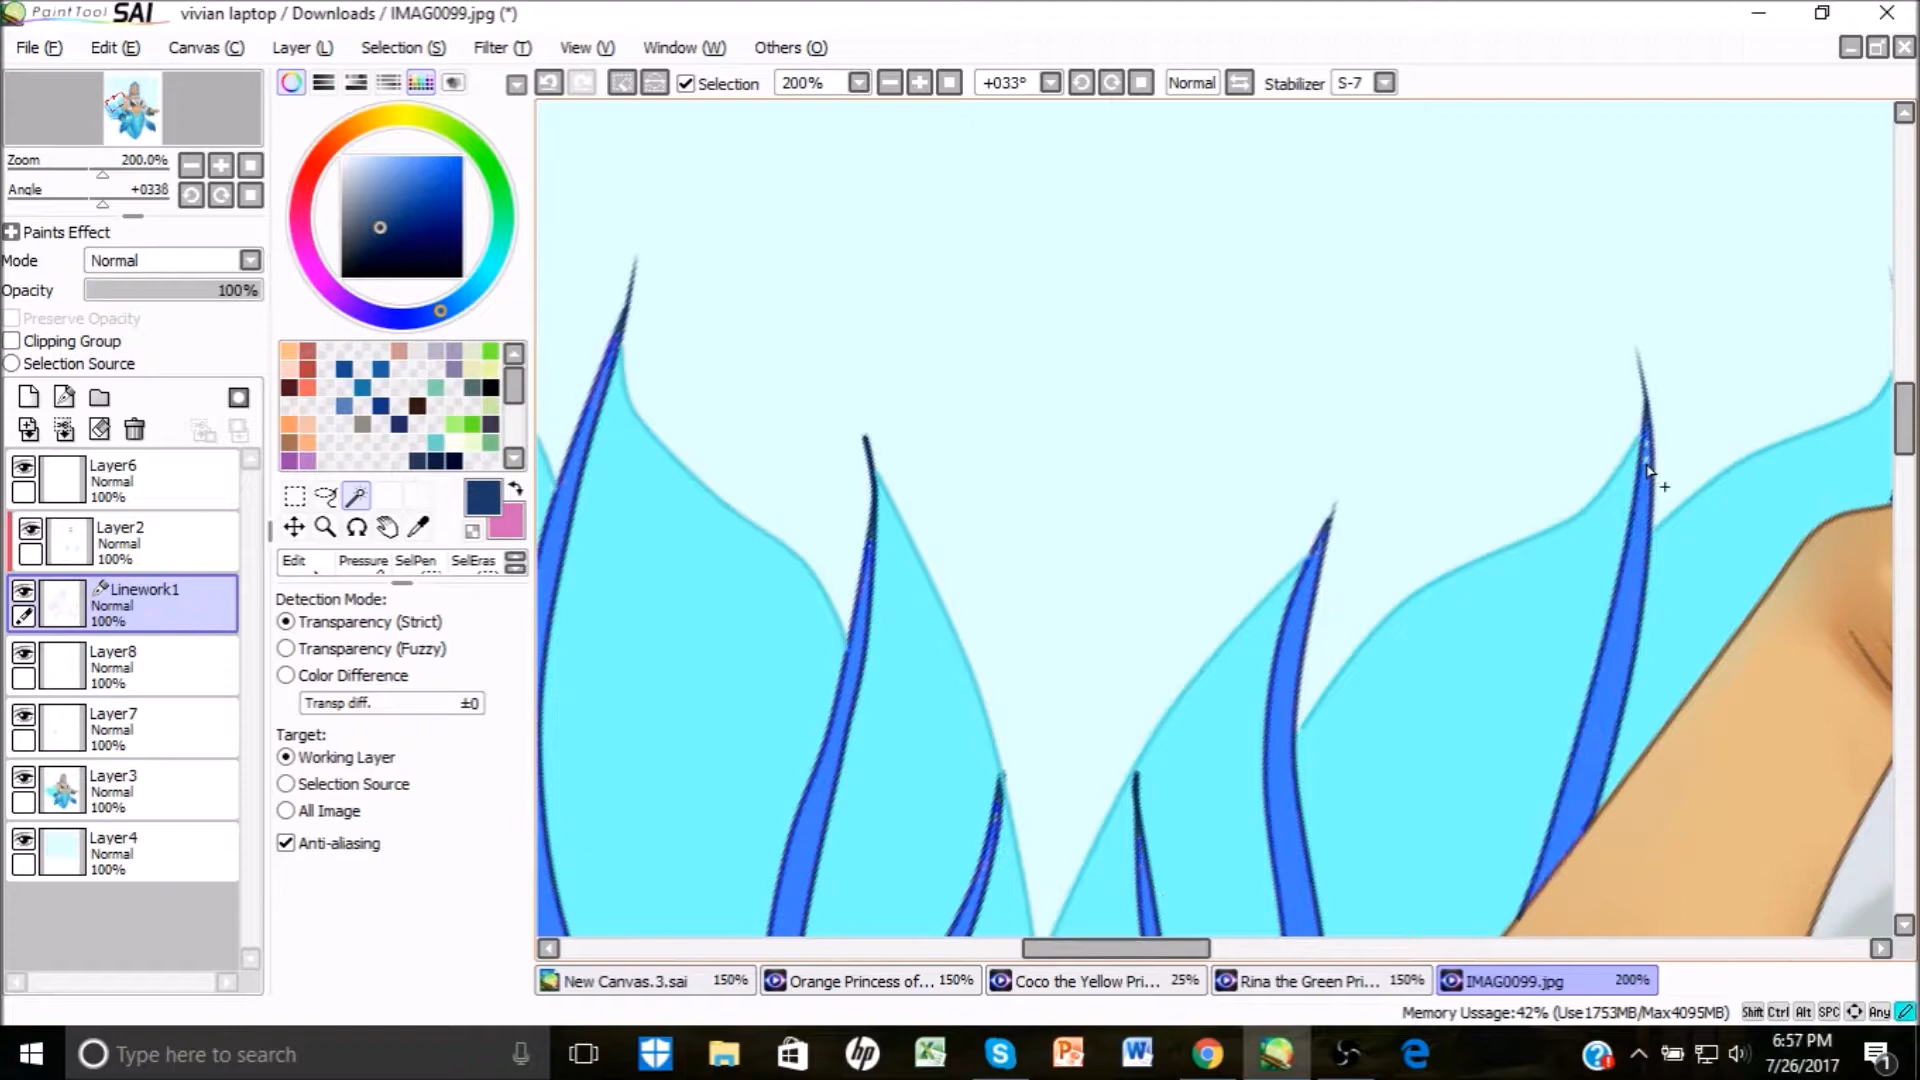 PaintTool SAI vivian laptop / Downloads / IMAG0099.jpg (*)
File (F) Edit (E) Canvas (C) Layer (L) Selection (S) Filter (T) View (V) Window (W) Others (O)
Selection 200% +033° Normal Stabilizer S-7
Zoom 200.0%
Angle +033ß
Paints Effect
Mode Normal
Opacity 100%
Preserve Opacity
Clipping Group
Selection Source
Layer6
Normal
100%
Layer2
Normal
100%
Linework1
Normal
100%
Layer8
Normal
100%
Layer7
Normal
100%
Layer3
Normal
100%
Layer4
Normal
100%
Edit Pressure SelPen SelEras
Detection Mode:
Transparency (Strict)
Transparency (Fuzzy)
Color Difference
Transp diff. ±0
Target:
Working Layer
Selection Source
All Image
Anti-aliasing
New Canvas.3.sai 150% Orange Princess of... 150% Coco the Yellow Pri... 25% Rina the Green Pri... 150% IMAG0099.jpg 200%
Memory Ussage:42% (Use1753MB/Max4095MB) Shift Ctrl Alt SPC Any
Type here to search
6:57 PM
7/26/2017
1